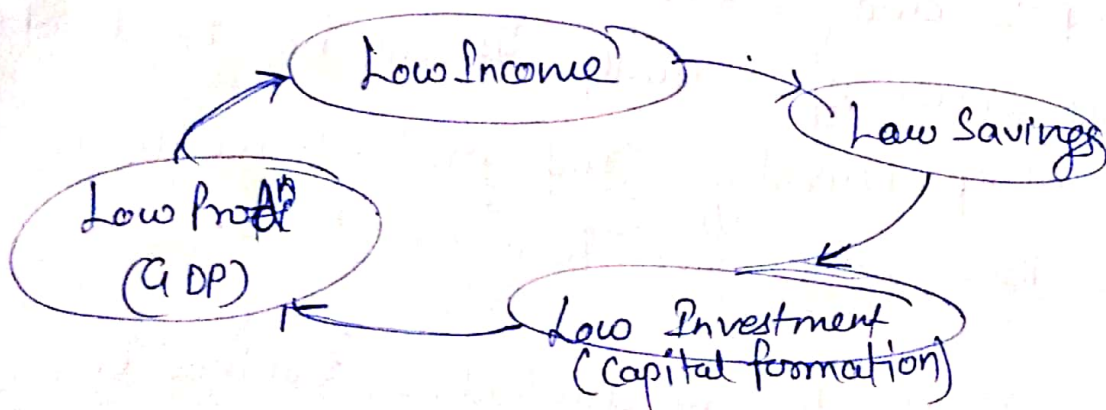 Low Income
Low Savings
Low Prodⁿ
(GDP)
Low Investment
(Capital formation)